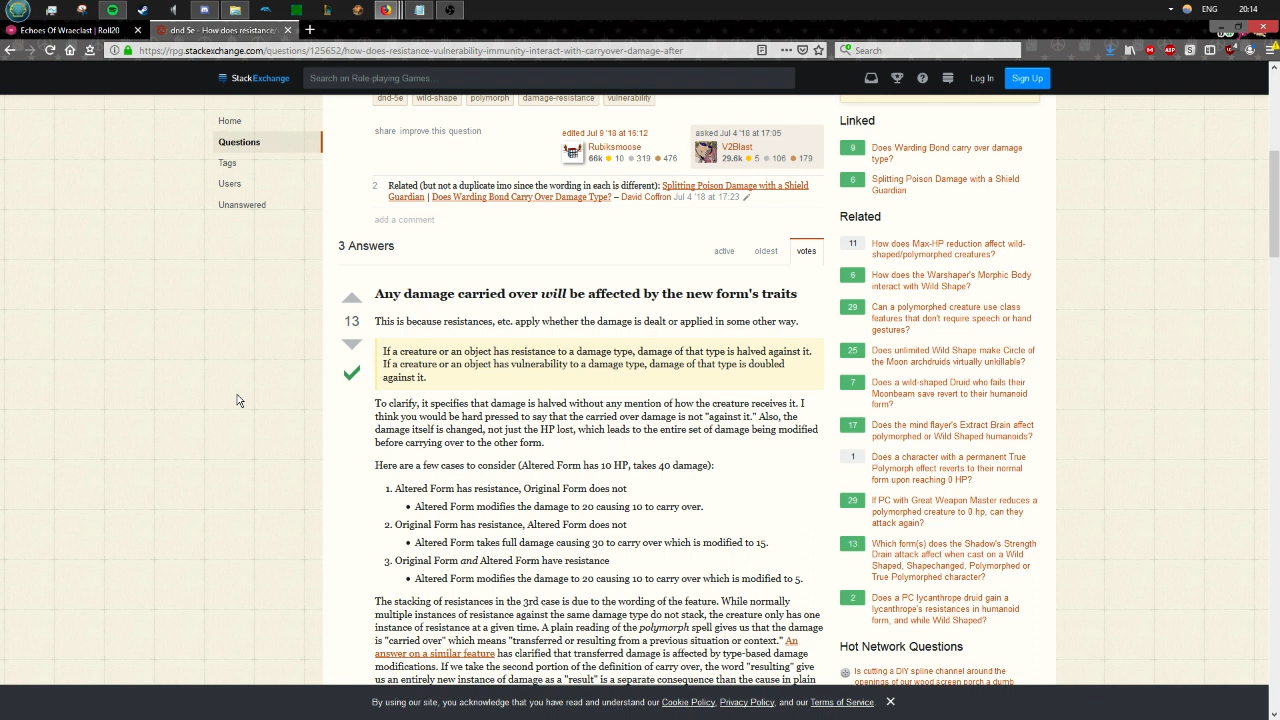 ENG
20:14
Echoes Of Wraeclast | Roll20
dnd 5e - How does resistance/
https://rpg.stackexchange.com/questions/125652/how-does-resistance-vulnerability-immunity-interact-with-carryover-damage-after
Search
StackExchange
Search on Role-playing Games…
Log In
Sign Up
Home
Questions
Tags
Users
Unanswered
dnd-5e wild-shape polymorph damage-resistance vulnerability
share improve this question
edited Jul 9 '18 at 16:12
Rubiksmoose
66k 10 319 476
asked Jul 4 '18 at 17:05
V2Blast
29.6k 5 106 179
2 Related (but not a duplicate imo since the wording in each is different): Splitting Poison Damage with a Shield
Guardian | Does Warding Bond Carry Over Damage Type? – David Coffron Jul 4 '18 at 17:23
add a comment
3 Answers
active oldest votes
13
Any damage carried over will be affected by the new form's traits
This is because resistances, etc. apply whether the damage is dealt or applied in some other way.
If a creature or an object has resistance to a damage type, damage of that type is halved against it.
If a creature or an object has vulnerability to a damage type, damage of that type is doubled
against it.
To clarify, it specifies that damage is halved without any mention of how the creature receives it. I
think you would be hard pressed to say that the carried over damage is not "against it." Also, the
damage itself is changed, not just the HP lost, which leads to the entire set of damage being modified
before carrying over to the other form.
Here are a few cases to consider (Altered Form has 10 HP, takes 40 damage):
1. Altered Form has resistance, Original Form does not
• Altered Form modifies the damage to 20 causing 10 to carry over.
2. Original Form has resistance, Altered Form does not
• Altered Form takes full damage causing 30 to carry over which is modified to 15.
3. Original Form and Altered Form have resistance
• Altered Form modifies the damage to 20 causing 10 to carry over which is modified to 5.
The stacking of resistances in the 3rd case is due to the wording of the feature. While normally
multiple instances of resistance against the same damage type do not stack, the creature only has one
instance of resistance at a given time. A plain reading of the polymorph spell gives us that the damage
is "carried over" which means "transferred or resulting from a previous situation or context." An
answer on a similar feature has clarified that transferred damage is affected by type-based damage
modifications. If we take the second portion of the definition of carry over, the word "resulting" give
us an entirely new instance of damage as a "result" is a separate consequence than the cause in plain
Linked
9 Does Warding Bond carry over damage
type?
6 Splitting Poison Damage with a Shield
Guardian
Related
11 How does Max-HP reduction affect wild-
shaped/polymorphed creatures?
6 How does the Warshaper's Morphic Body
interact with Wild Shape?
29 Can a polymorphed creature use class
features that don't require speech or hand
gestures?
25 Does unlimited Wild Shape make Circle of
the Moon archdruids virtually unkillable?
7 Does a wild-shaped Druid who fails their
Moonbeam save revert to their humanoid
form?
17 Does the mind flayer's Extract Brain affect
polymorphed or Wild Shaped humanoids?
1 Does a character with a permanent True
Polymorph effect reverts to their normal
form upon reaching 0 HP?
29 If PC with Great Weapon Master reduces a
polymorphed creature to 0 hp, can they
attack again?
13 Which form(s) does the Shadow's Strength
Drain attack affect when cast on a Wild
Shaped, Shapechanged, Polymorphed or
True Polymorphed character?
2 Does a PC lycanthrope druid gain a
lycanthrope's resistances in humanoid
form, and while Wild Shaped?
Hot Network Questions
Is cutting a DIY spline channel around the
openings of our wood screen porch a dumb
By using our site, you acknowledge that you have read and understand our Cookie Policy, Privacy Policy, and our Terms of Service.